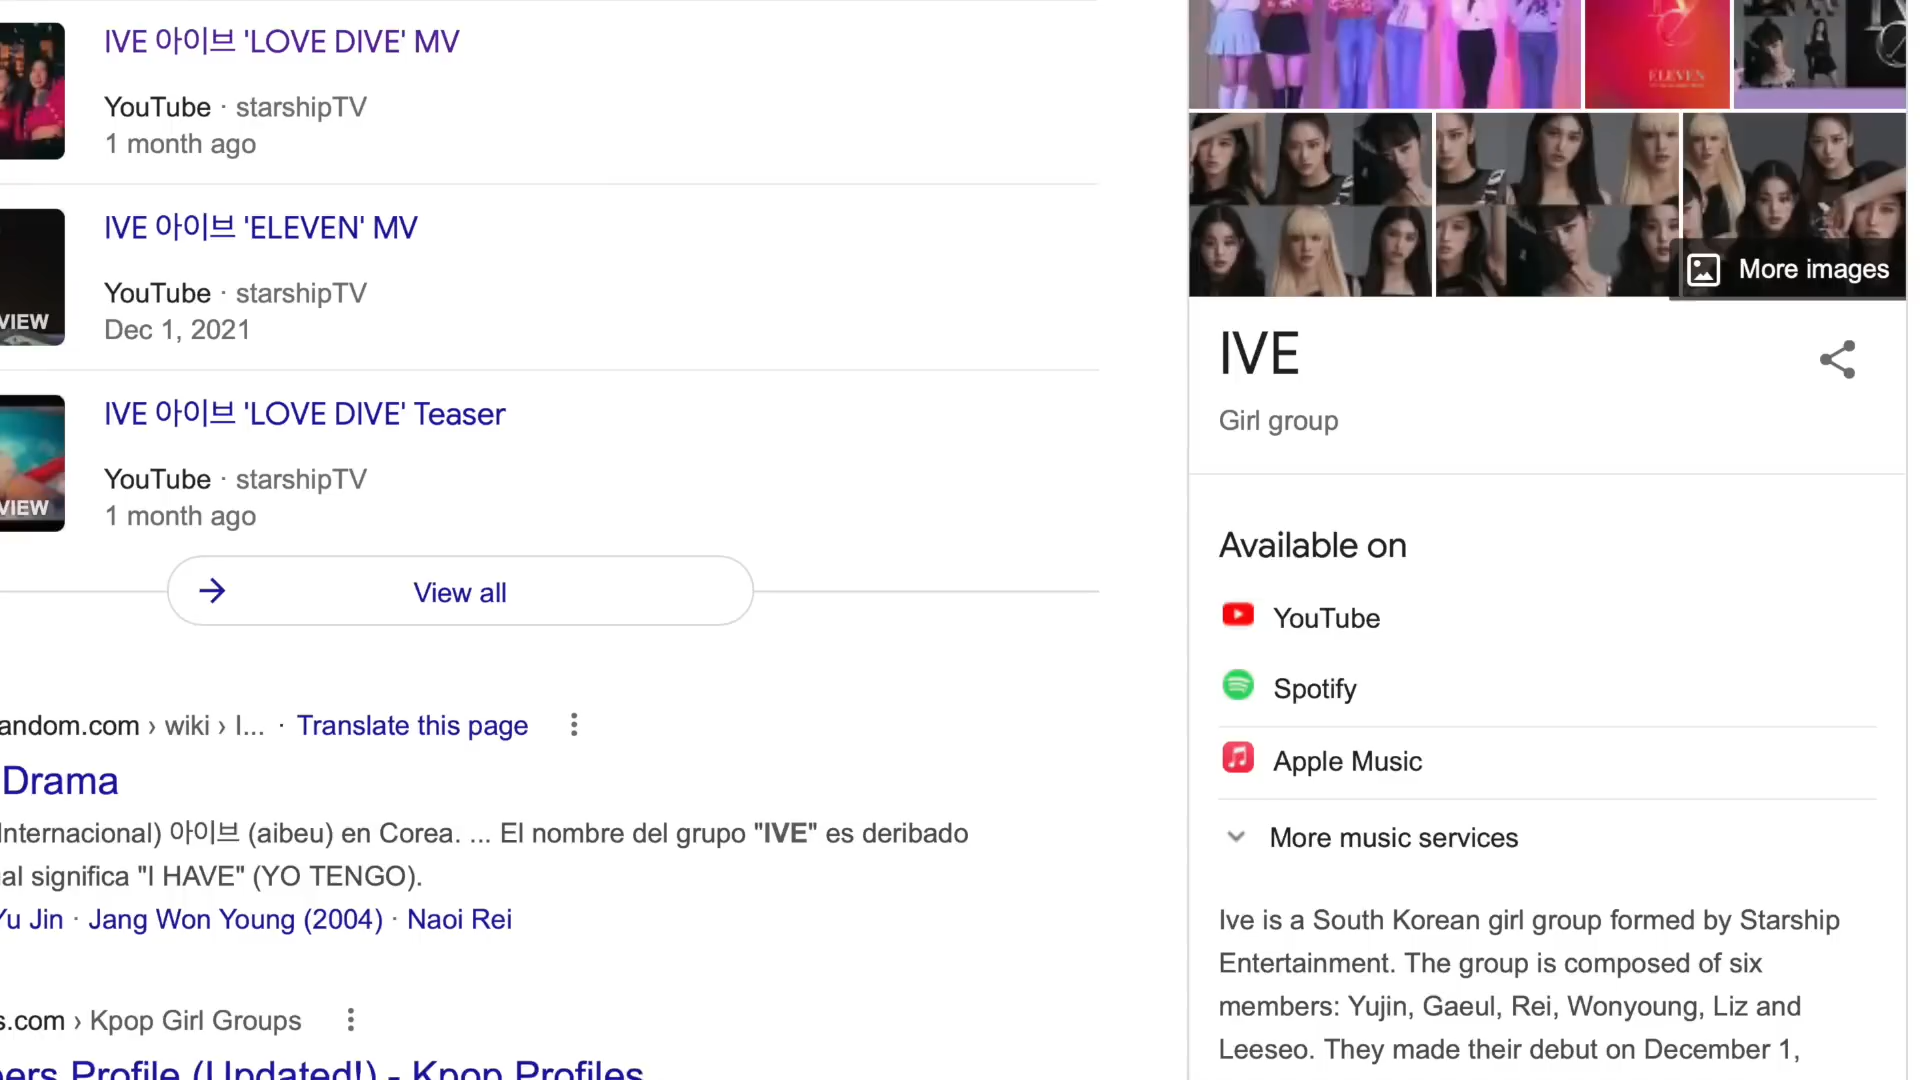 IVE 아이브 'LOVE DIVE' MV
YouTube · starshipTV
1 month ago
IVE 아이브 'ELEVEN' MV
YouTube · starshipTV
Dec 1, 2021
VIEW
IVE 아이브 'LOVE DIVE' Teaser
YouTube · starshipTV
1 month ago
VIEW
View all
andom.com › wiki › I... · Translate this page
Drama
Internacional) 아이브 (aibeu) en Corea. ... El nombre del grupo "IVE" es deribado
al significa "I HAVE" (YO TENGO).
Yu Jin · Jang Won Young (2004) · Naoi Rei
s.com › Kpop Girl Groups
ers Profile (Updated!) - Kpop Profiles
ELEVEN
More images
IVE
Girl group
Available on
YouTube
Spotify
Apple Music
More music services
Ive is a South Korean girl group formed by Starship
Entertainment. The group is composed of six
members: Yujin, Gaeul, Rei, Wonyoung, Liz and
Leeseo. They made their debut on December 1,